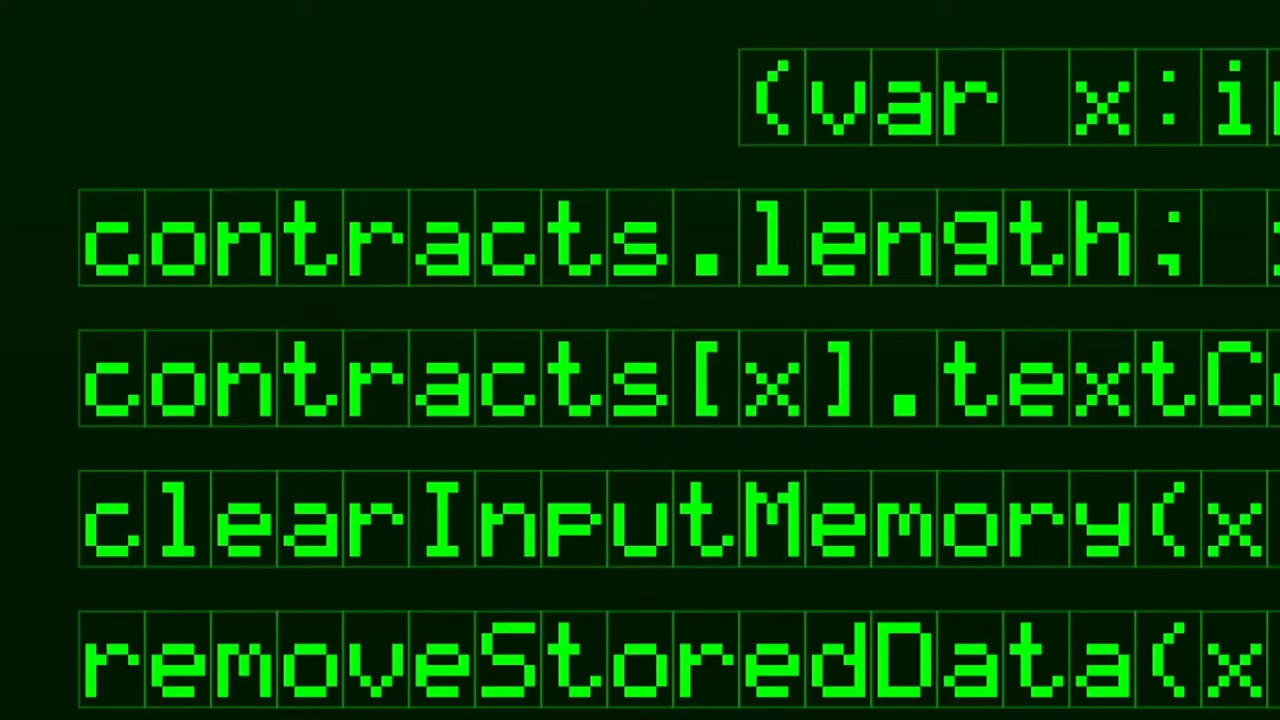 (var x:i
contracts.length;
contracts[x].textC
clearInputMemory(x
removeStoredData(x